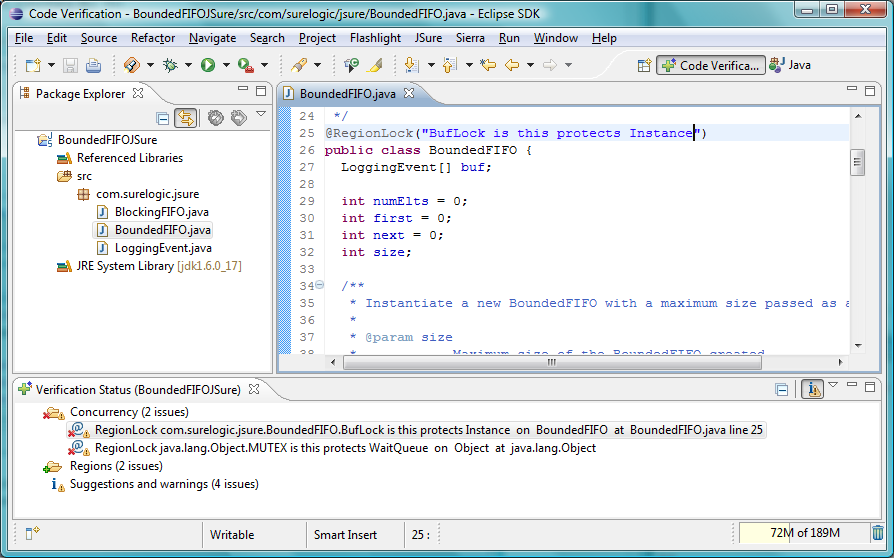 Code Verification - BoundedFIFOJSure/src/com/surelogic/jsure/BoundedFIFO.java - Eclipse SDK
File Edit Source Refactor Navigate Search Project Flashlight JSure Sierra Run Window Help
Code Verifica... Java
Package Explorer
BoundedFIFOJSure
Referenced Libraries
src
com.surelogic.jsure
BlockingFIFO.java
BoundedFIFO.java
LoggingEvent.java
JRE System Library [jdk1.6.0_17]
BoundedFIFO.java
24 */
25 @RegionLock("BufLock is this protects Instance")
26 public class BoundedFIFO {
27 LoggingEvent[] buf;
28
29 int numElts = 0;
30 int first = 0;
31 int next = 0;
32 int size;
33
34 /**
35 * Instantiate a new BoundedFIFO with a maximum size passed as a
36 *
37 * @param size
38 * Maximum size of the BoundedFIFO created
Verification Status (BoundedFIFOJSure)
Concurrency (2 issues)
RegionLock com.surelogic.jsure.BoundedFIFO.BufLock is this protects Instance on BoundedFIFO at BoundedFIFO.java line 25
RegionLock java.lang.Object.MUTEX is this protects WaitQueue on Object at java.lang.Object
Regions (2 issues)
Suggestions and warnings (4 issues)
Writable Smart Insert 25 : 72M of 189M